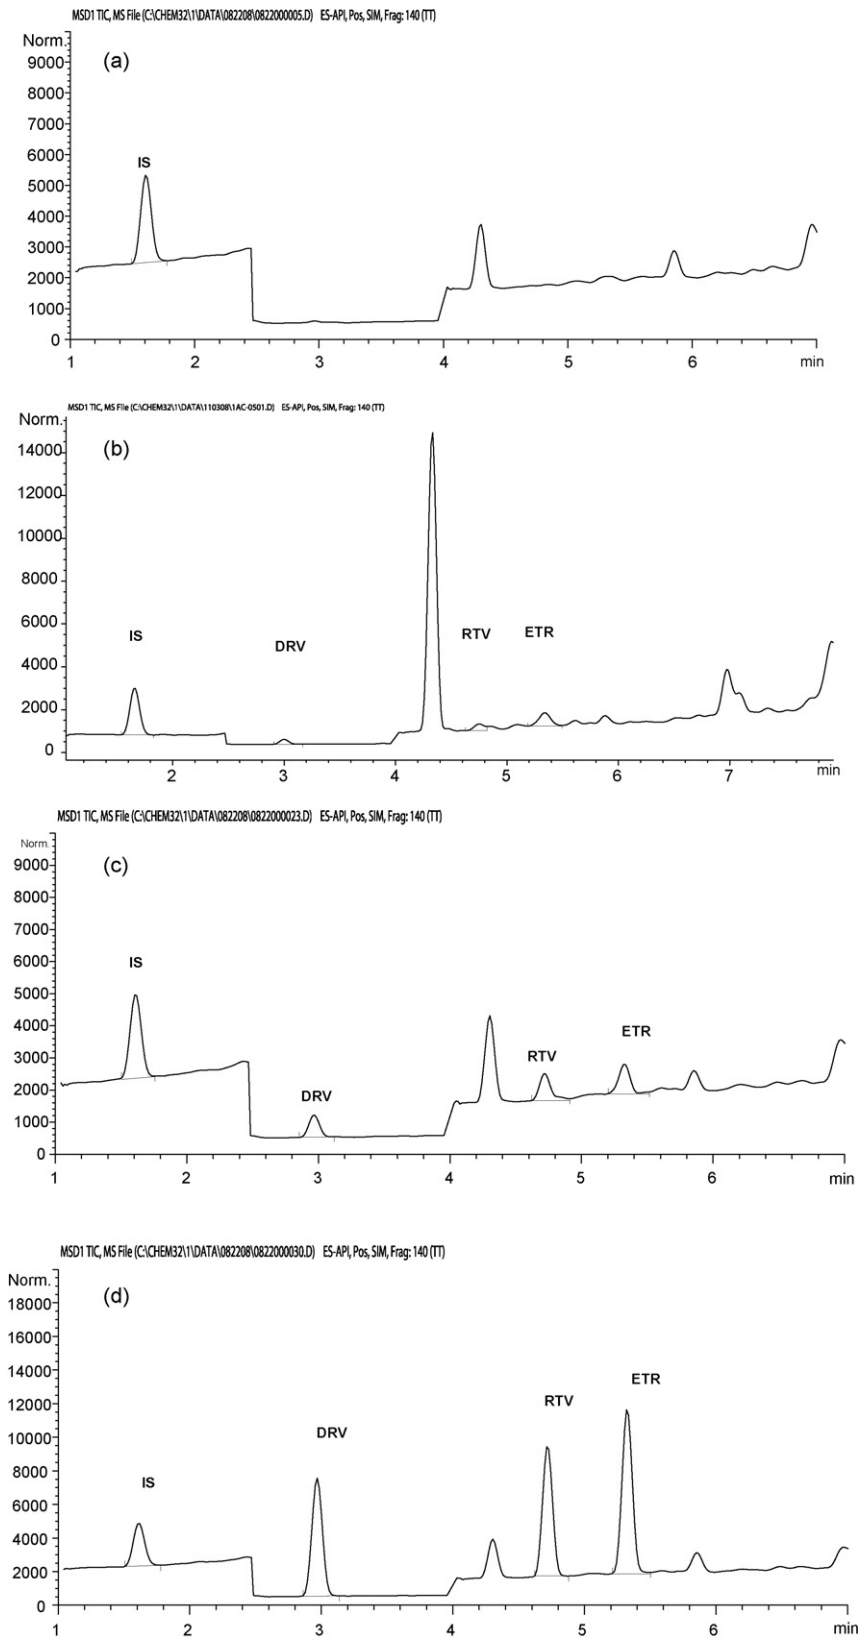 MSD1 TIC, MS File (C:\CHEM32\1\DATA\082208\0822000005.D) ES-API, Pos, SIM, Frag: 140 (TT)
Norm.
(a)
9000
8000
7000
6000
IS
5000
4000
3000
2000
1000
0
1 2 3 4 5 6 min
MSD1 TIC, MS File (C:\CHEM32\1\DATA\110308\1AC-0501.D) ES-API, Pos, SIM, Frag: 140 (TT)
Norm.
(b)
14000
12000
10000
8000
6000
IS DRV RTV ETR
4000
2000
0
2 3 4 5 6 7 min
MSD1 TIC, MS File (C:\CHEM32\1\DATA\082208\0822000023.D) ES-API, Pos, SIM, Frag: 140 (TT)
Norm.
(c)
9000
8000
7000
6000
IS
5000
4000
ETR
3000
RTV
2000
DRV
1000
0
1 2 3 4 5 6 min
MSD1 TIC, MS File (C:\CHEM32\1\DATA\082208\0822000030.D) ES-API, Pos, SIM, Frag: 140 (TT)
Norm.
(d)
18000
16000
14000
ETR
12000
RTV
10000
DRV
8000
IS
6000
4000
2000
0
1 2 3 4 5 6 min